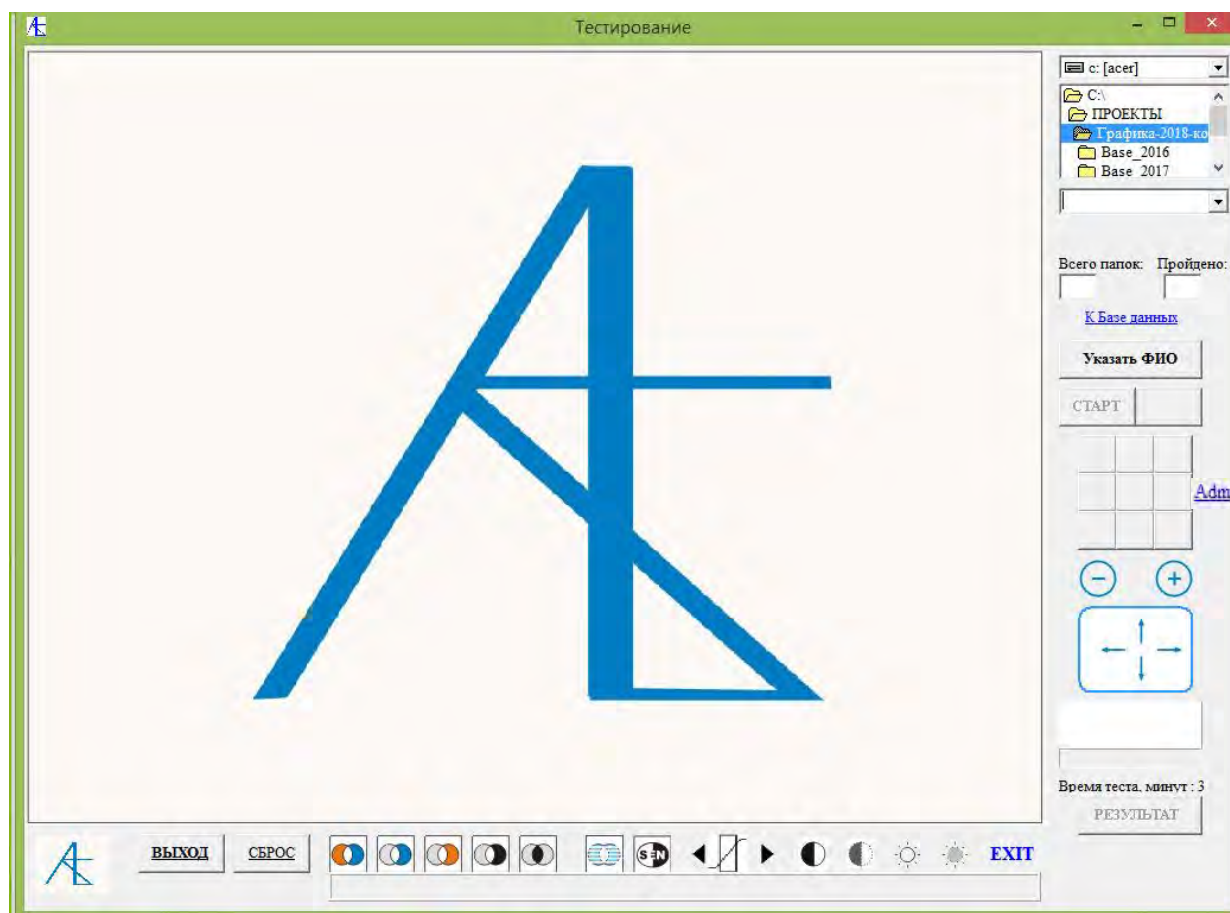 Тестирование
c: [acer]
C:\
ПРОЕКТЫ
Графика-2018-ко
Base_2016
Base_2017
Всего папок: Пройдено:
К Базе данных
Указать ФИО
СТАРТ
Adm
Время теста, минут : 3
РЕЗУЛЬТАТ
ВЫХОД СБРОС SEN EXIT